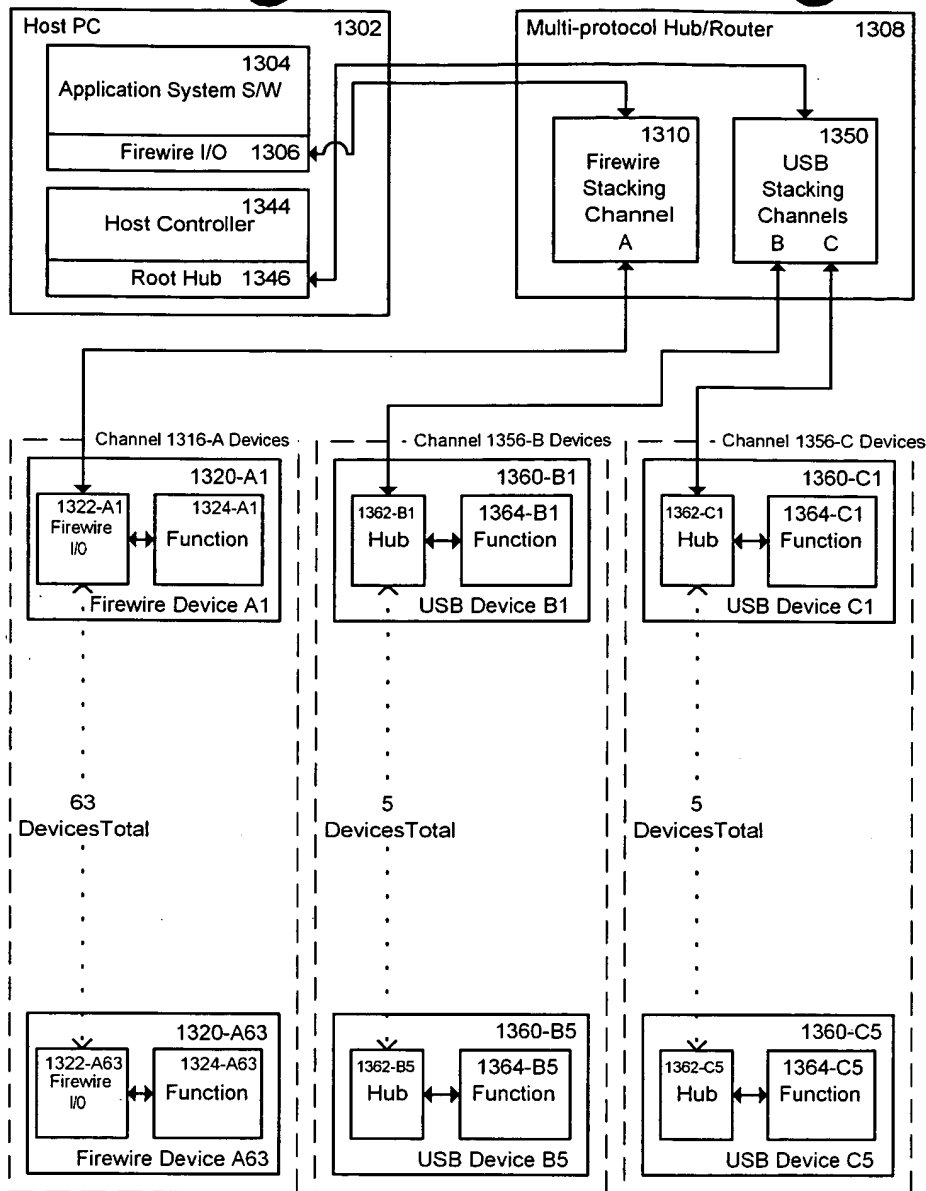 Host PC 1302
1304
Application System S/W
Firewire I/O 1306
1344
Host Controller
Root Hub 1346
Multi-protocol Hub/Router 1308
1310
Firewire
Stacking
Channel
A
1350
USB
Stacking
Channels
B C
Channel 1316-A Devices
1320-A1
1322-A1
Firewire
I/0
1324-A1
Function
Firewire Device A1
63
DevicesTotal
1320-A63
1322-A63
Firewire
I/0
1324-A63
Function
Firewire Device A63
Channel 1356-B Devices
1360-B1
1362-B1
Hub
1364-B1
Function
USB Device B1
5
DevicesTotal
1360-B5
1362-B5
Hub
1364-B5
Function
USB Device B5
Channel 1356-C Devices
1360-C1
1362-C1
Hub
1364-C1
Function
USB Device C1
5
DevicesTotal
1360-C5
1362-C5
Hub
1364-C5
Function
USB Device C5